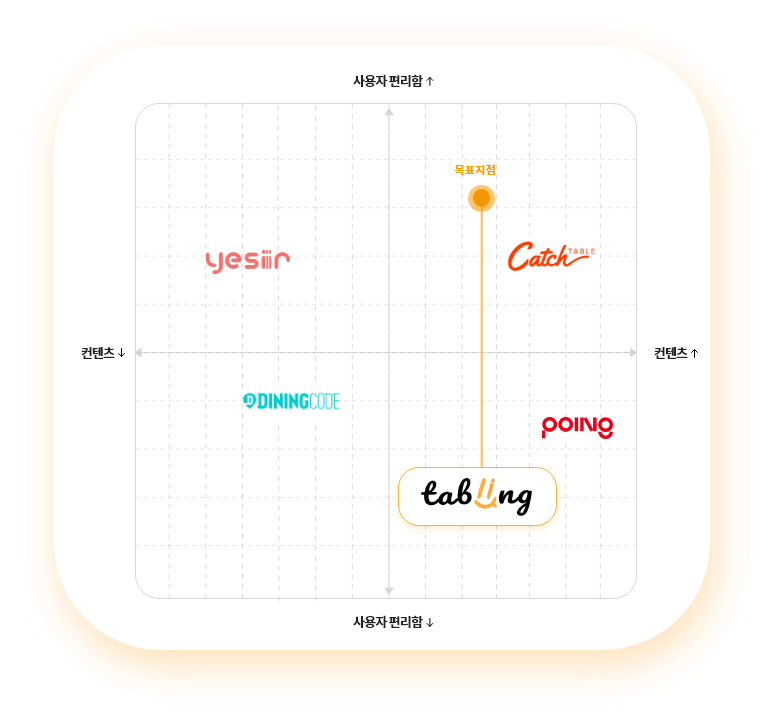 사용자 편리함 ↑
목표지점
Catch TABLE
yesiir
컨텐츠 ↓
컨텐츠 ↑
DININGCODE
poing
tabling
사용자 편리함 ↓